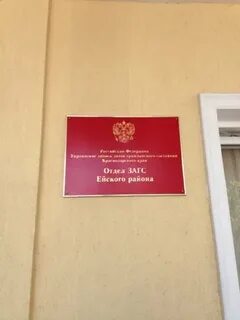 Российская Федерация
Управление записи актов гражданского состояния
Краснодарского края
Отдел ЗАГС
Ейского района